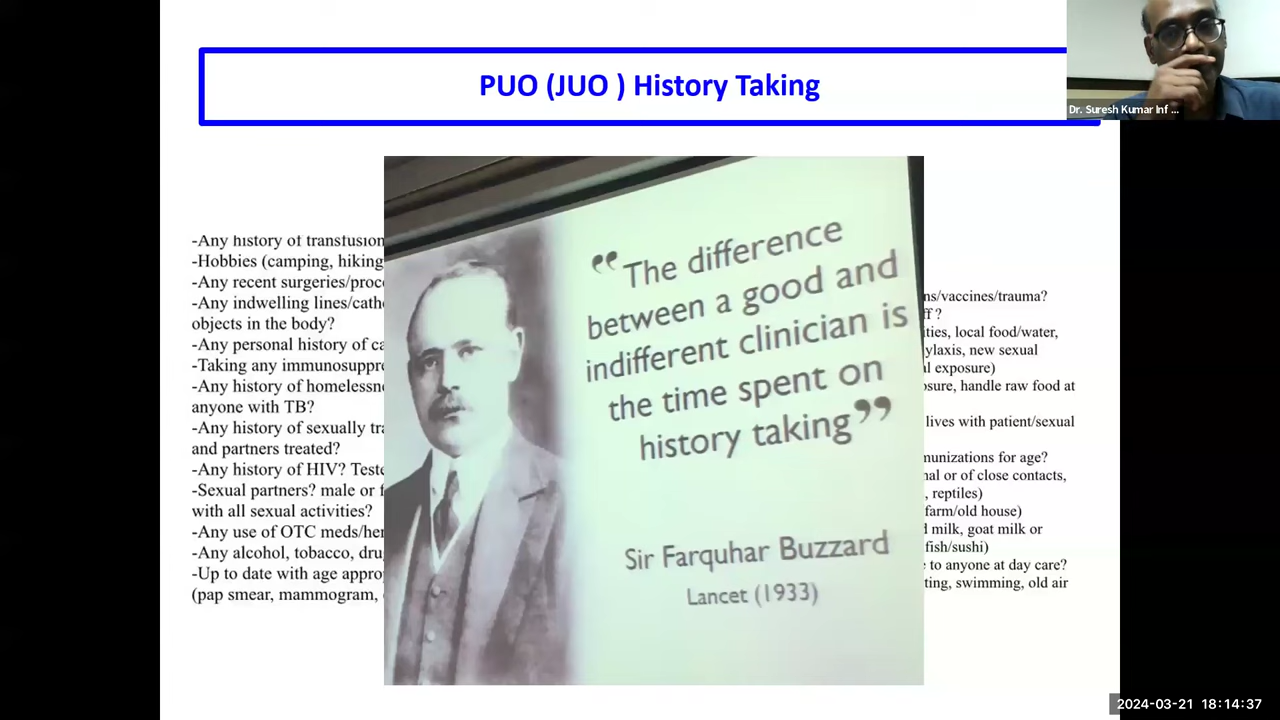 PUO (JUO ) History Taking
Dr. Suresh Kumar Inf ...
-Any history of transfusion
-Hobbies (camping, hiking
-Any recent surgeries/proc
-Any indwelling lines/cath
objects in the body?
-Any personal history of ca
-Taking any immunosuppre
-Any history of homelessn
anyone with TB?
-Any history of sexually tra
and partners treated?
-Any history of HIV? Teste
-Sexual partners? male or f
with all sexual activities?
-Any use of OTC meds/her
-Any alcohol, tobacco, dru
-Up to date with age appro
(pap smear, mammogram,
“The difference
between a good and
indifferent clinician is
the time spent on
history taking”
Sir Farquhar Buzzard
Lancet (1933)
ns/vaccines/trauma?
ff ?
ities, local food/water,
ylaxis, new sexual
l exposure)
osure, handle raw food at
lives with patient/sexual
munizations for age?
nal or of close contacts,
, reptiles)
farm/old house)
d milk, goat milk or
fish/sushi)
e to anyone at day care?
ting, swimming, old air
2024-03-21 18:14:37